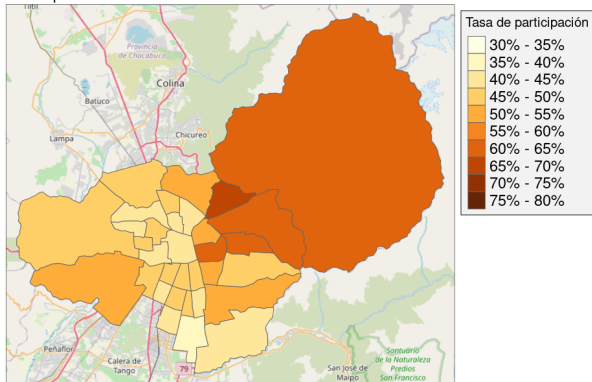 Tiltil
Provincia
de Chacabuco
Colina
Batuco
Chicureo
Lampa
Peñaflor
Calera de
Tango
79
San José de
Maipo
Santuario
de la Naturaleza
Predios
San Francisco
Tasa de participación
30% - 35%
35% - 40%
40% - 45%
45% - 50%
50% - 55%
55% - 60%
60% - 65%
65% - 70%
70% - 75%
75% - 80%